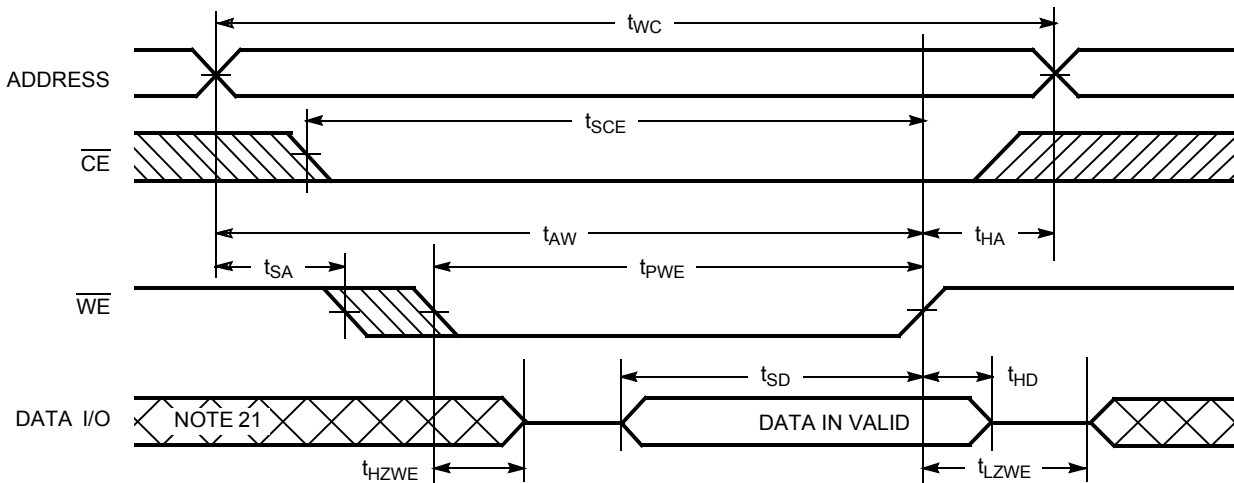 tWC
ADDRESS
tSCE
CE
tAW
tHA
tSA
tPWE
WE
tSD
tHD
DATA I/O
NOTE 21
DATA IN VALID
tHZWE
tLZWE